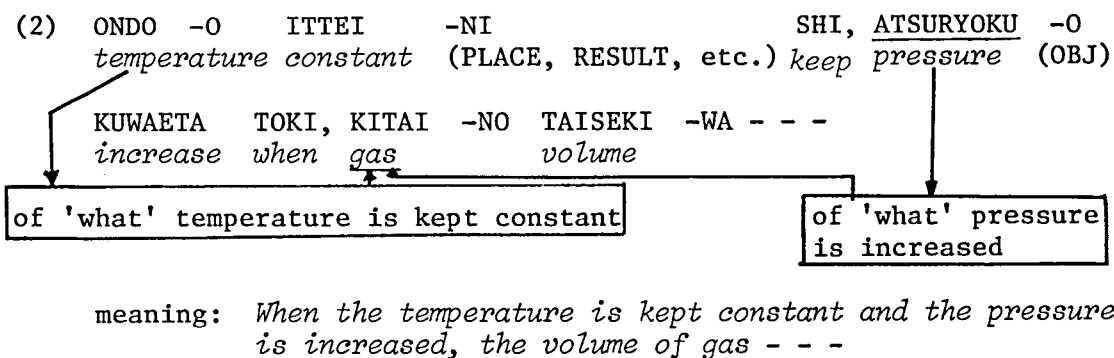 (2) ONDO -O ITTEI -NI SHI, ATSURYOKU -O
temperature constant (PLACE, RESULT, etc.) keep pressure (OBJ)
KUWAETA TOKI, KITAI -NO TAISEKI -WA - - -
increase when gas volume
of 'what' temperature is kept constant
of 'what' pressure
is increased
meaning: When the temperature is kept constant and the pressure
is increased, the volume of gas - - -